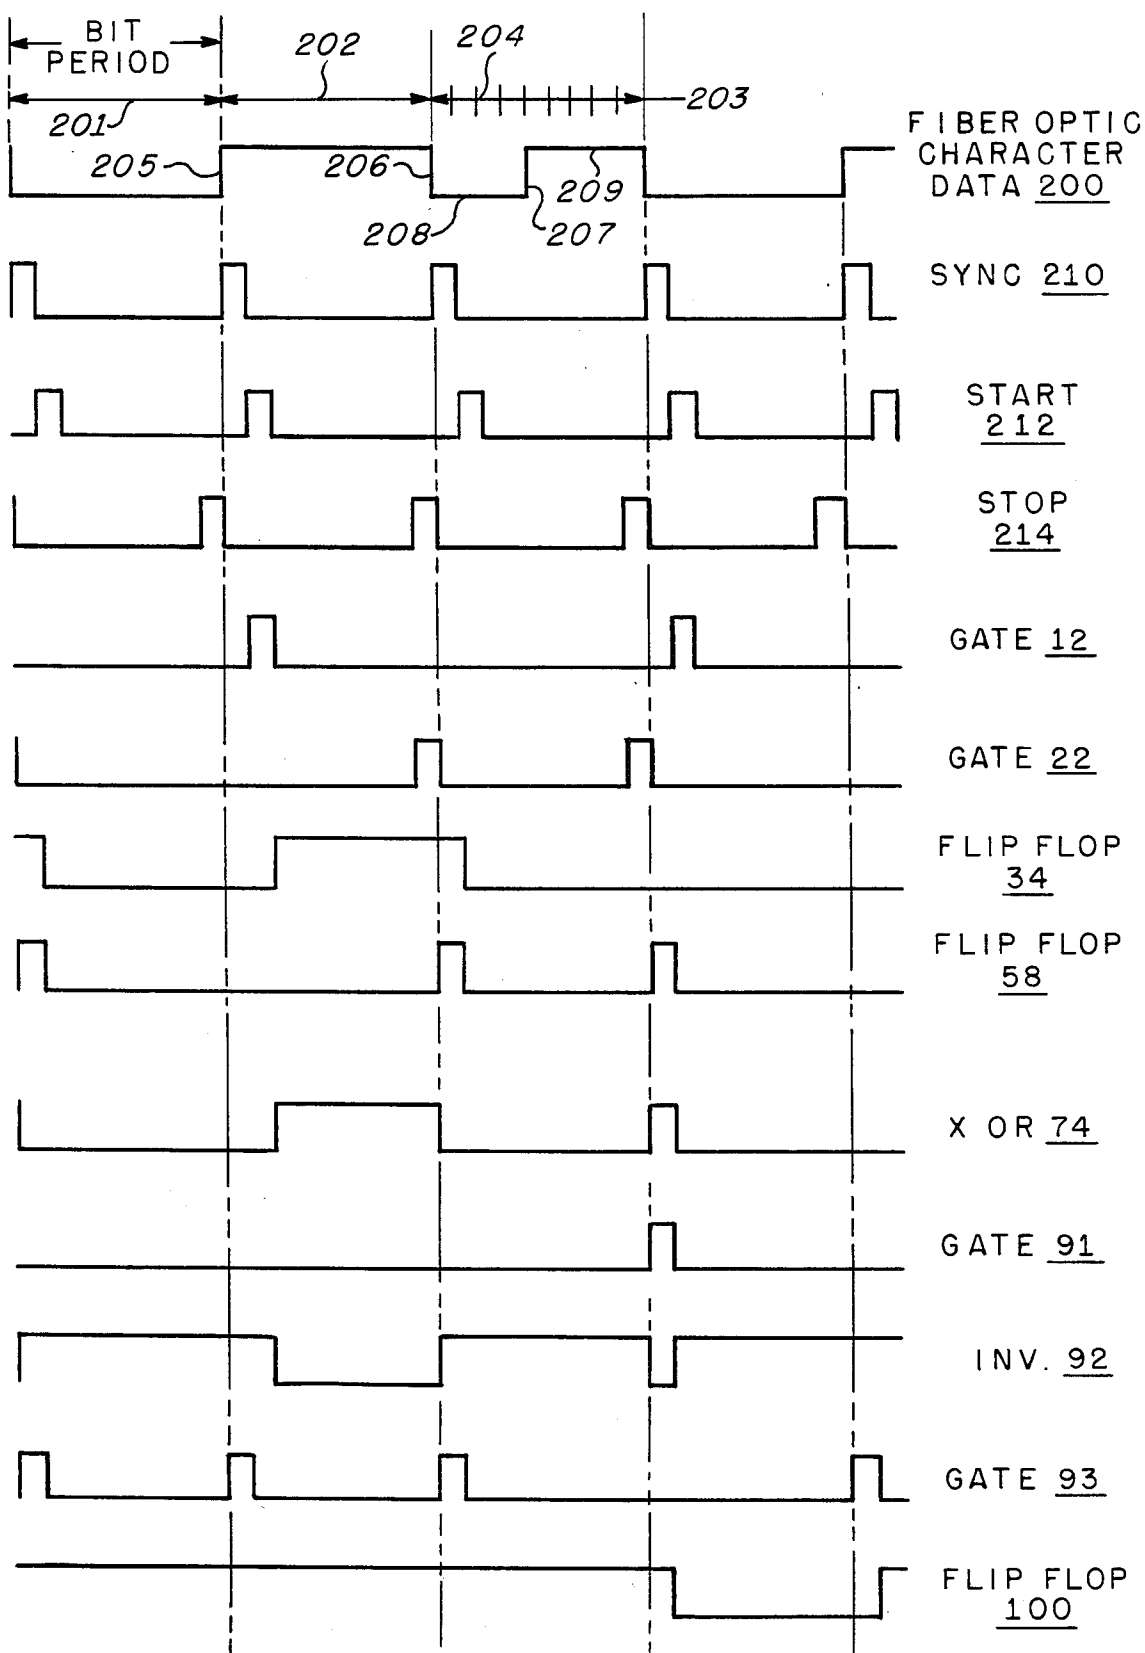 BIT
PERIOD
202
204
201
203
FIBER OPTIC
CHARACTER
DATA 200
205
206
209
208
207
SYNC 210
START
212
STOP
214
GATE 12
GATE 22
FLIP FLOP
34
FLIP FLOP
58
X OR 74
GATE 91
INV. 92
GATE 93
FLIP FLOP
100